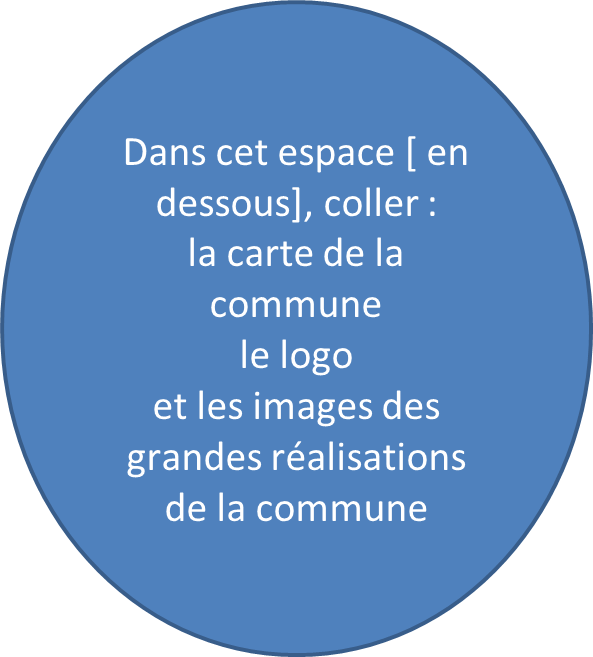 Dans cet espace [ en
dessous], coller :
la carte de la
commune
le logo
et les images des
grandes réalisations
de la commune